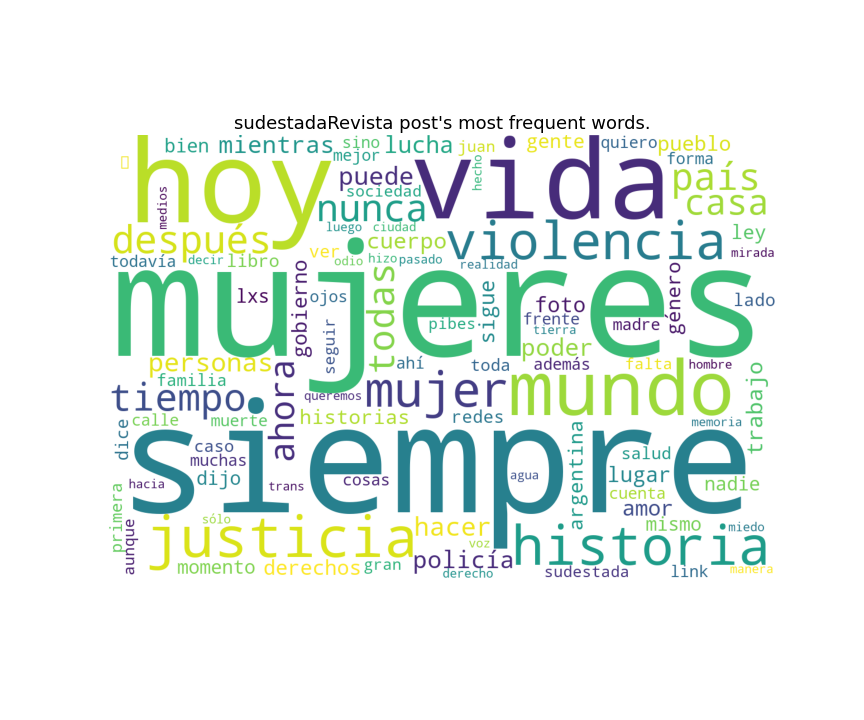 sudestadaRevista post's most frequent words.
bien mientras sino lucha juan gente quiero pueblo
mejor forma
hoy vida
medios puede hecho país
sociedad
nunca casa
luego ciudad
después cuerpo violencia ley
ver mirada
todavía decir libro odio hizo pasado realidad
mujeres
lxs gobierno ojos todas sigue foto género lado
pibes frente madre
tierra
seguir poder
personas ahí toda además falta hombre
familia
tiempo ahora queremos mujer mundo trabajo
historias redes
calle muerte memoria
dice siempre
caso salud
muchas
dijo lugar
hacia trans cosas agua argentina nadie
cuenta
amor
primera sólo hacer mismo miedo
aunque justicia historia
voz
policía
momento derechos gran derecho sudestada link manera